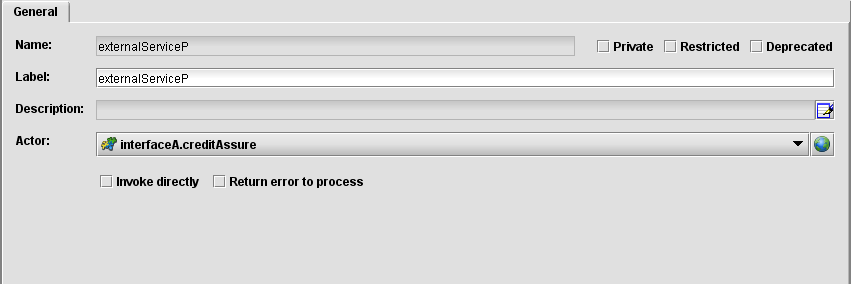 General
Name: externalServiceP Private Restricted Deprecated
Label: externalServiceP
Description:
Actor: interfaceA.creditAssure
Invoke directly Return error to process